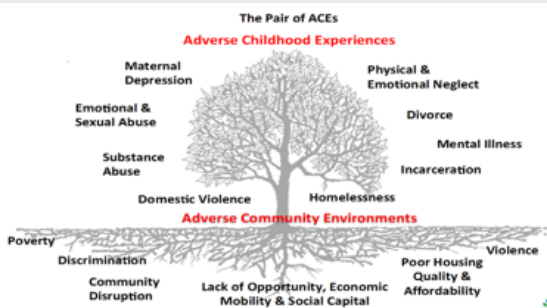 The Pair of ACEs
Adverse Childhood Experiences
Maternal
Depression
Physical &
Emotional Neglect
Emotional &
Sexual Abuse
Divorce
Mental Illness
Substance
Abuse
Incarceration
Domestic Violence
Homelessness
Adverse Community Environments
Poverty
Violence
Discrimination
Poor Housing
Quality &
Affordability
Community
Disruption
Lack of Opportunity, Economic
Mobility & Social Capital